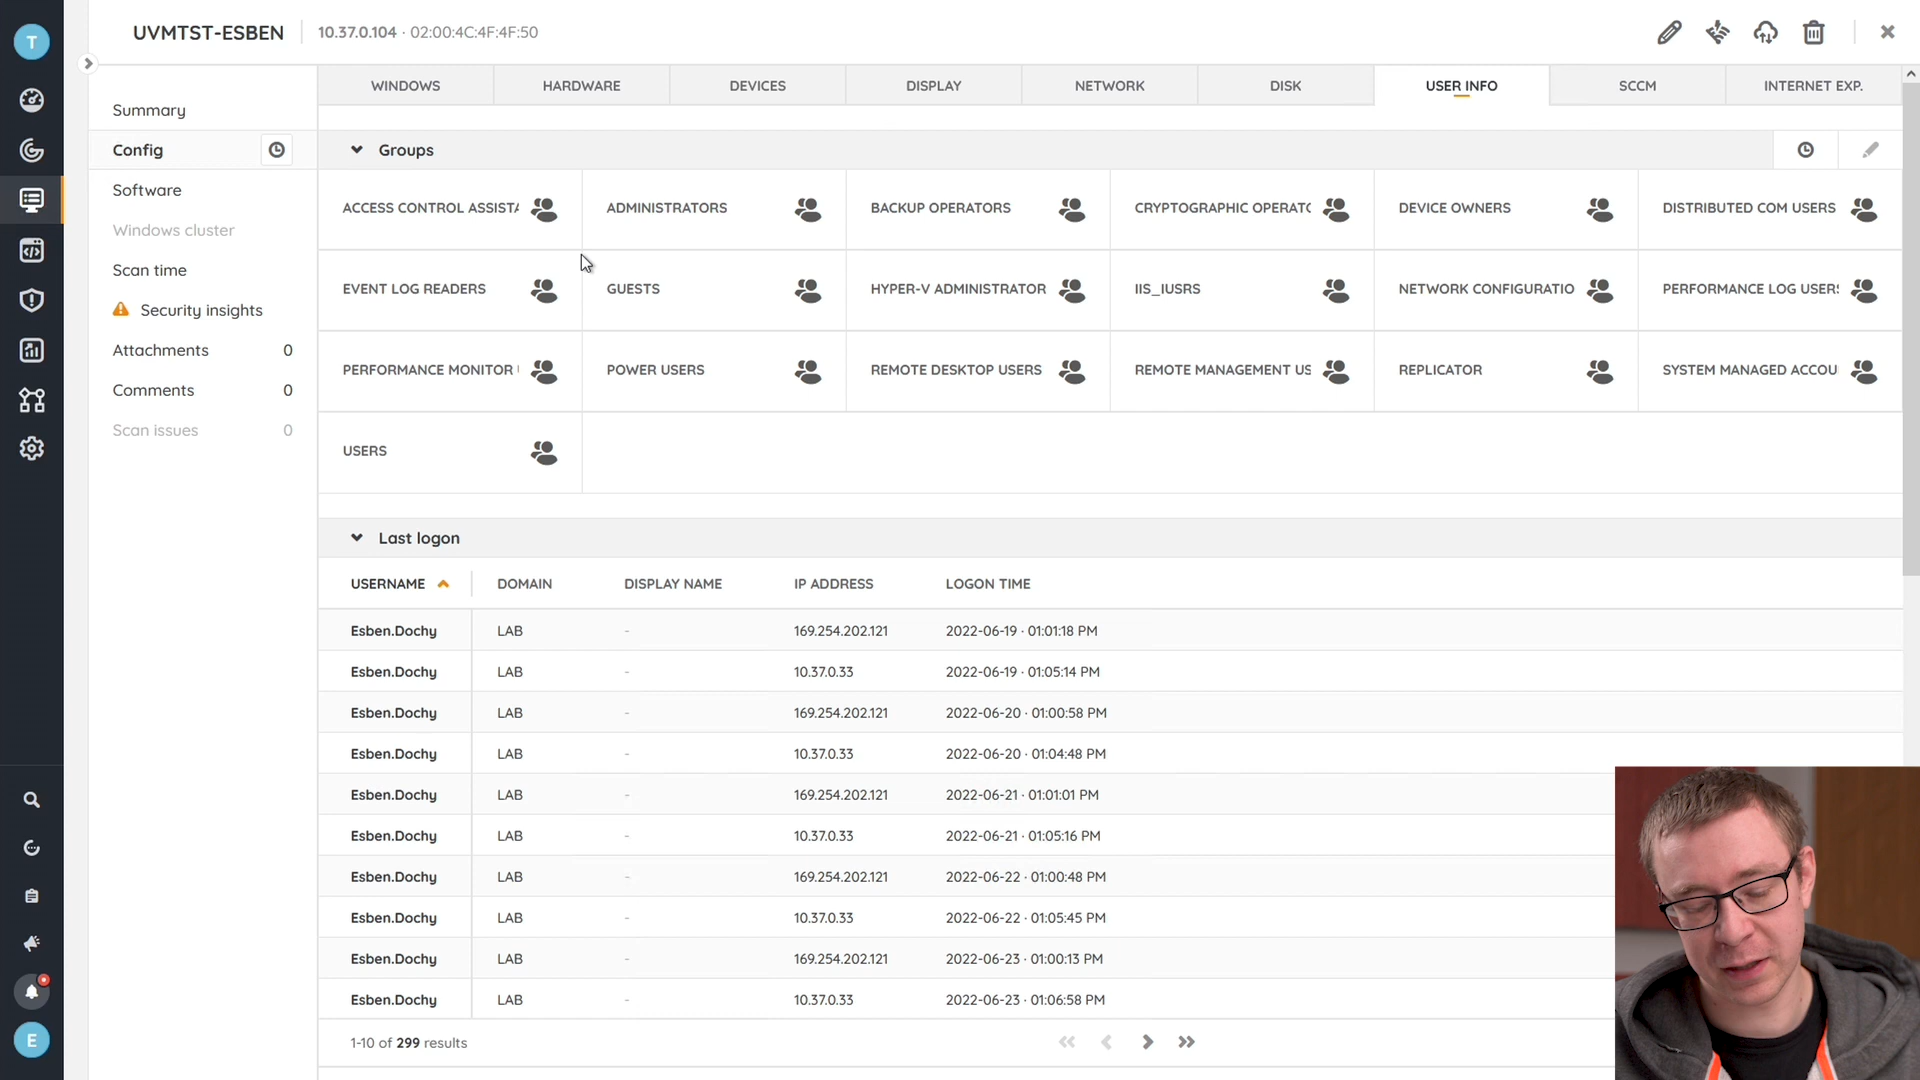 T
UVMTST-ESBEN
10.37.0.104 · 02:00:4C:4F:4F:50
Summary
Config
Software
Windows cluster
Scan time
Security insights
Attachments 0
Comments 0
Scan issues 0
WINDOWS HARDWARE DEVICES DISPLAY NETWORK DISK USER INFO SCCM INTERNET EXP.
Groups
ACCESS CONTROL ASSISTA ADMINISTRATORS BACKUP OPERATORS CRYPTOGRAPHIC OPERATO DEVICE OWNERS DISTRIBUTED COM USERS
EVENT LOG READERS GUESTS HYPER-V ADMINISTRATOR IIS_IUSRS NETWORK CONFIGURATIO PERFORMANCE LOG USERS
PERFORMANCE MONITOR POWER USERS REMOTE DESKTOP USERS REMOTE MANAGEMENT US REPLICATOR SYSTEM MANAGED ACCOU
USERS
Last logon
USERNAME DOMAIN DISPLAY NAME IP ADDRESS LOGON TIME
Esben.Dochy LAB - 169.254.202.121 2022-06-19 · 01:01:18 PM
Esben.Dochy LAB - 10.37.0.33 2022-06-19 · 01:05:14 PM
Esben.Dochy LAB - 169.254.202.121 2022-06-20 · 01:00:58 PM
Esben.Dochy LAB - 10.37.0.33 2022-06-20 · 01:04:48 PM
Esben.Dochy LAB - 169.254.202.121 2022-06-21 · 01:01:01 PM
Esben.Dochy LAB - 10.37.0.33 2022-06-21 · 01:05:16 PM
Esben.Dochy LAB - 169.254.202.121 2022-06-22 · 01:00:48 PM
Esben.Dochy LAB - 10.37.0.33 2022-06-22 · 01:05:45 PM
Esben.Dochy LAB - 169.254.202.121 2022-06-23 · 01:00:13 PM
Esben.Dochy LAB - 10.37.0.33 2022-06-23 · 01:06:58 PM
1-10 of 299 results
E